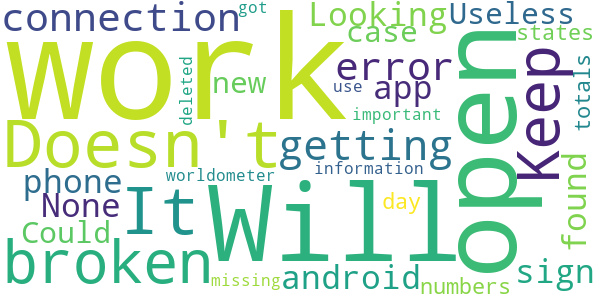 got
connection
Looking
Useless
case
states
work
deleted
new
error
app
use
open
Keep
totals
important
Doesn't
getting
information
worldometer
phone
found
None
It
Will
day
Could
broken
android
sign
missing
numbers